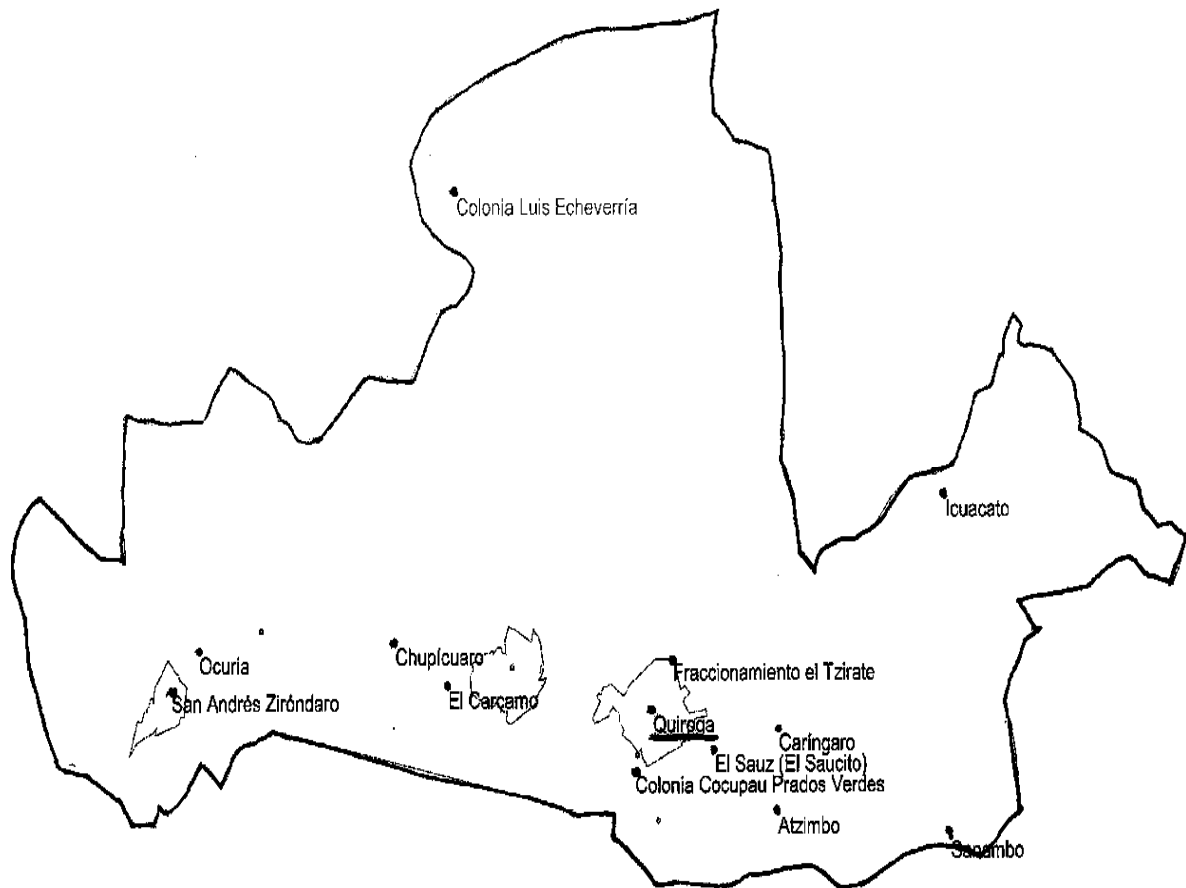 Colonia Luis Echeverría
Icuacato
Ocuria
Chupícuaro
Fraccionamiento el Tzirate
San Andrés Ziróndaro
El Carcamo
Quiroga
Caríngaro
El Sauz (El Saucito)
Colonia Cocupau Prados Verdes
Atzimbo
Sanambo